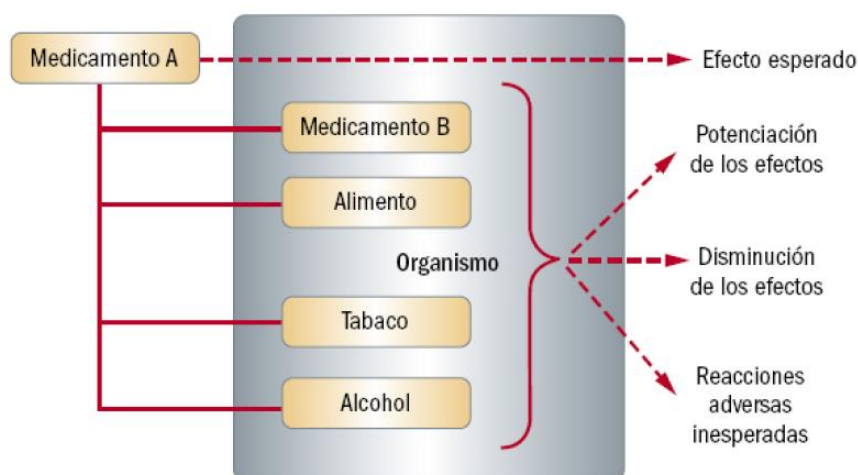 Medicamento A
Efecto esperado
Medicamento B
Potenciación
de los efectos
Alimento
Organismo
Disminución
de los efectos
Tabaco
Alcohol
Reacciones
adversas
inesperadas